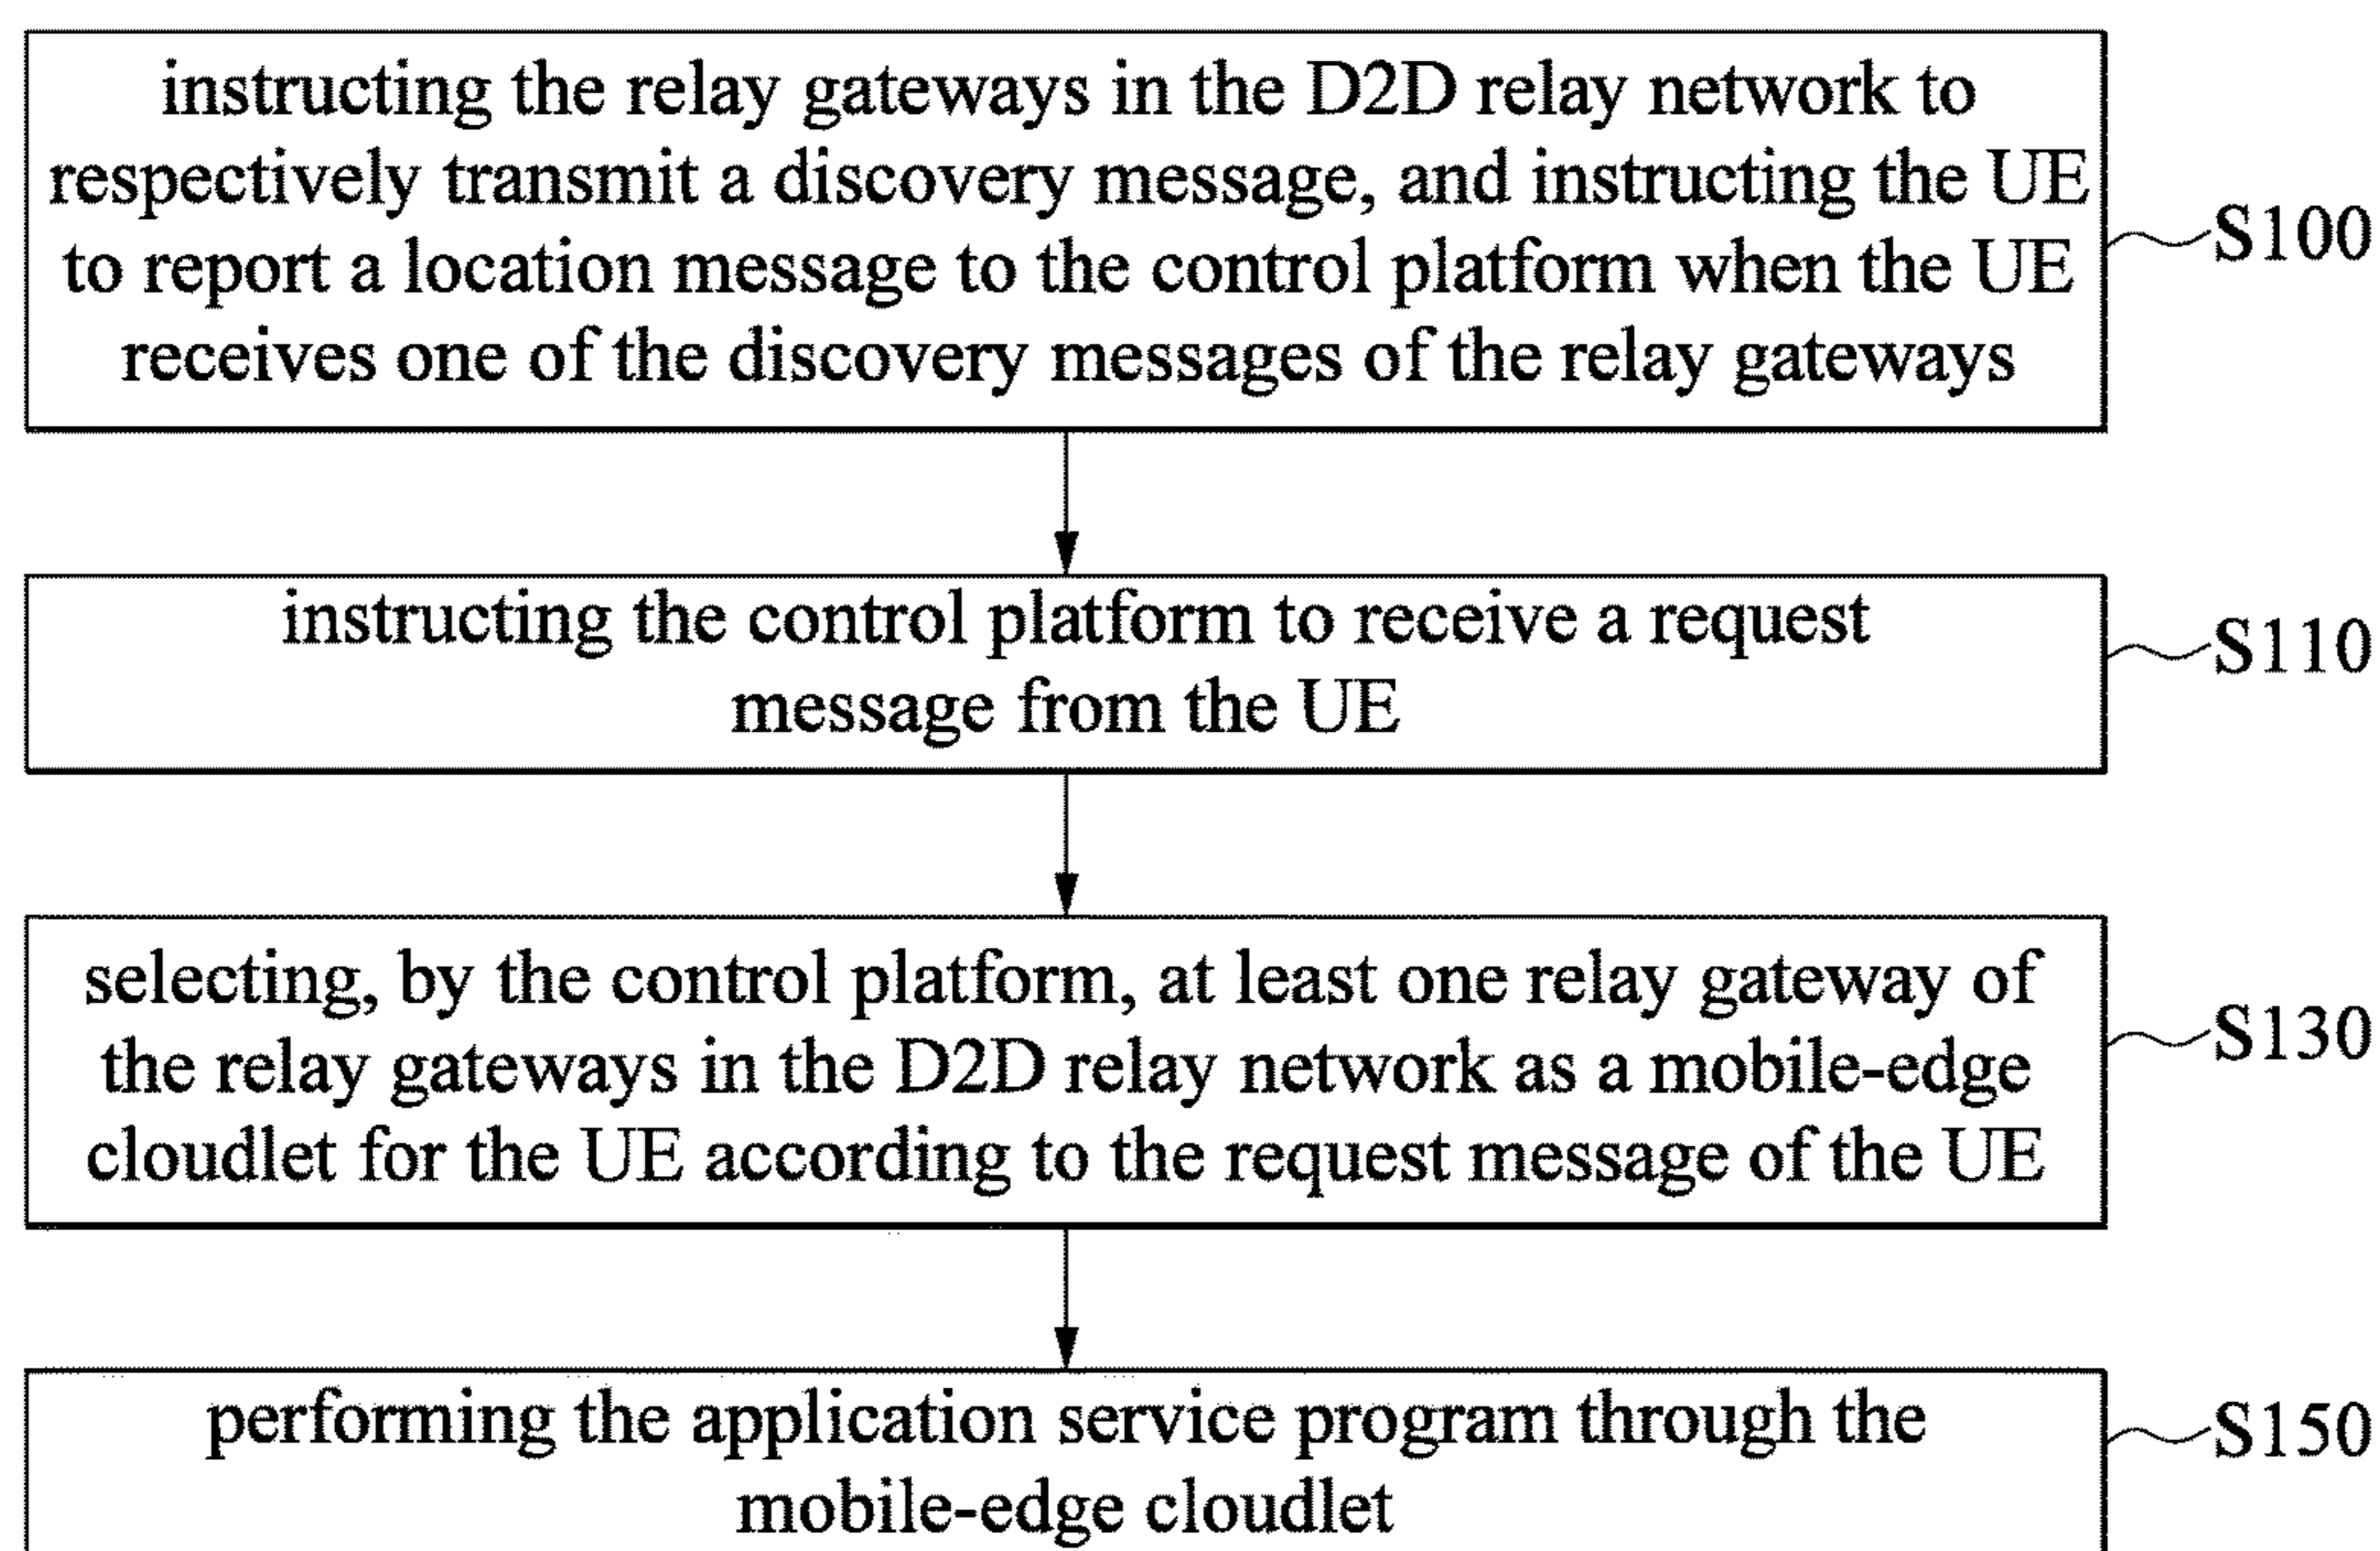 instructing the relay gateways in the D2D relay network to
respectively transmit a discovery message, and instructing the UE
to report a location message to the control platform when the UE
receives one of the discovery messages of the relay gateways
S100
instructing the control platform to receive a request
message from the UE
S110
selecting, by the control platform, at least one relay gateway of
the relay gateways in the D2D relay network as a mobile-edge
cloudlet for the UE according to the request message of the UE
S130
performing the application service program through the
mobile-edge cloudlet
S150